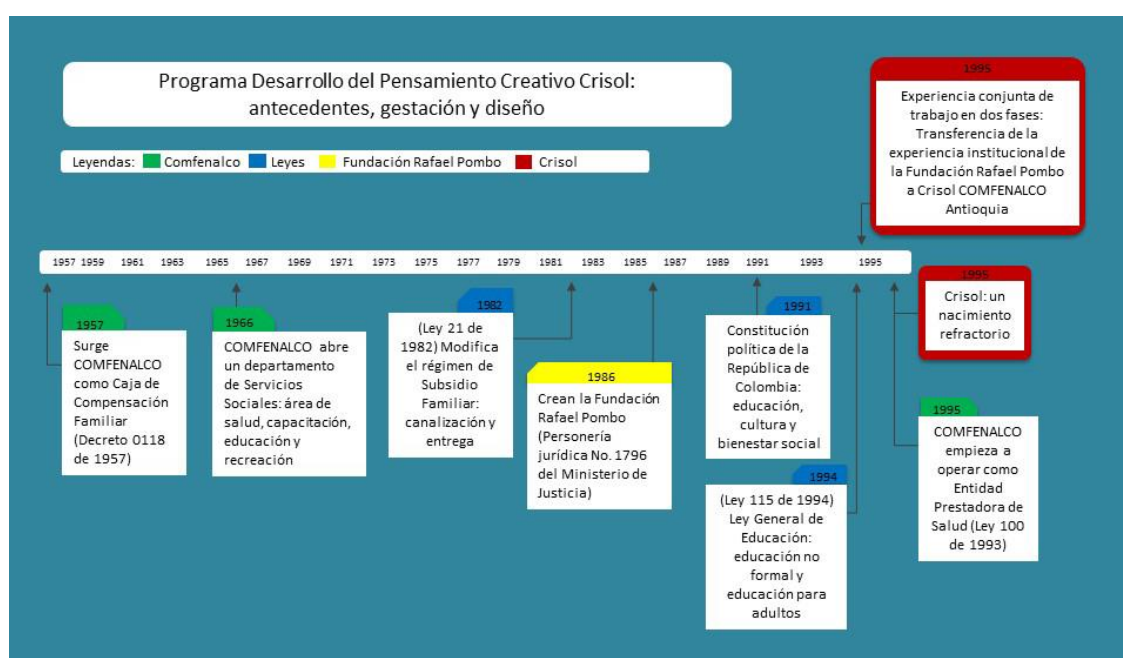 Programa Desarrollo del Pensamiento Creativo Crisol:
antecedentes, gestación y diseño
Leyendas: Comfenalco Leyes Fundación Rafael Pombo Crisol
1995
Experiencia conjunta de
trabajo en dos fases:
Transferencia de la
experiencia institucional de
la Fundación Rafael Pombo
a Crisol COMFENALCO
Antioquia
1957 1959 1961 1963 1965 1967 1969 1971 1973 1975 1977 1979 1981 1983 1985 1987 1989 1991 1993 1995
1957
Surge
COMFENALCO
como Caja de
Compensación
Familiar
(Decreto 0118
de 1957)
1966
COMFENALCO abre
un departamento
de Servicios
Sociales: área de
salud, capacitación,
educación y
recreación
1982
(Ley 21 de
1982) Modifica
el régimen de
Subsidio
Familiar:
canalización y
entrega
1986
Crean la Fundación
Rafael Pombo
(Personería
jurídica No. 1796
del Ministerio de
Justicia)
1991
Constitución
política de la
República de
Colombia:
educación,
cultura y
bienestar social
1994
(Ley 115 de 1994)
Ley General de
Educación:
educación no
formal y
educación para
adultos
1995
Crisol: un
nacimiento
refractorio
1995
COMFENALCO
empieza a
operar como
Entidad
Prestadora de
Salud (Ley 100
de 1993)